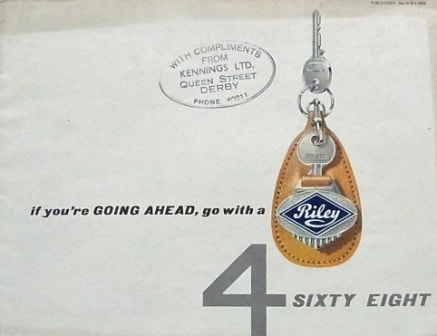 WITH COMPLIMENTS
FROM
KENNINGS LTD.
QUEEN STREET
DERBY
PHONE 40211
if you're GOING AHEAD, go with a
Riley
4
SIXTY EIGHT